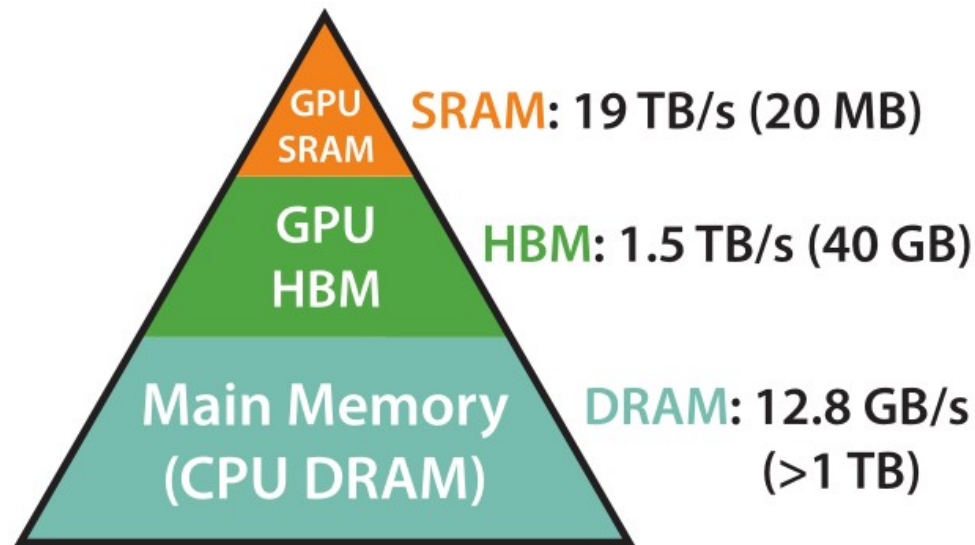 GPU
SRAM
SRAM: 19 TB/s (20 MB)
GPU
HBM
HBM: 1.5 TB/s (40 GB)
Main Memory
(CPU DRAM)
DRAM: 12.8 GB/s
(>1 TB)